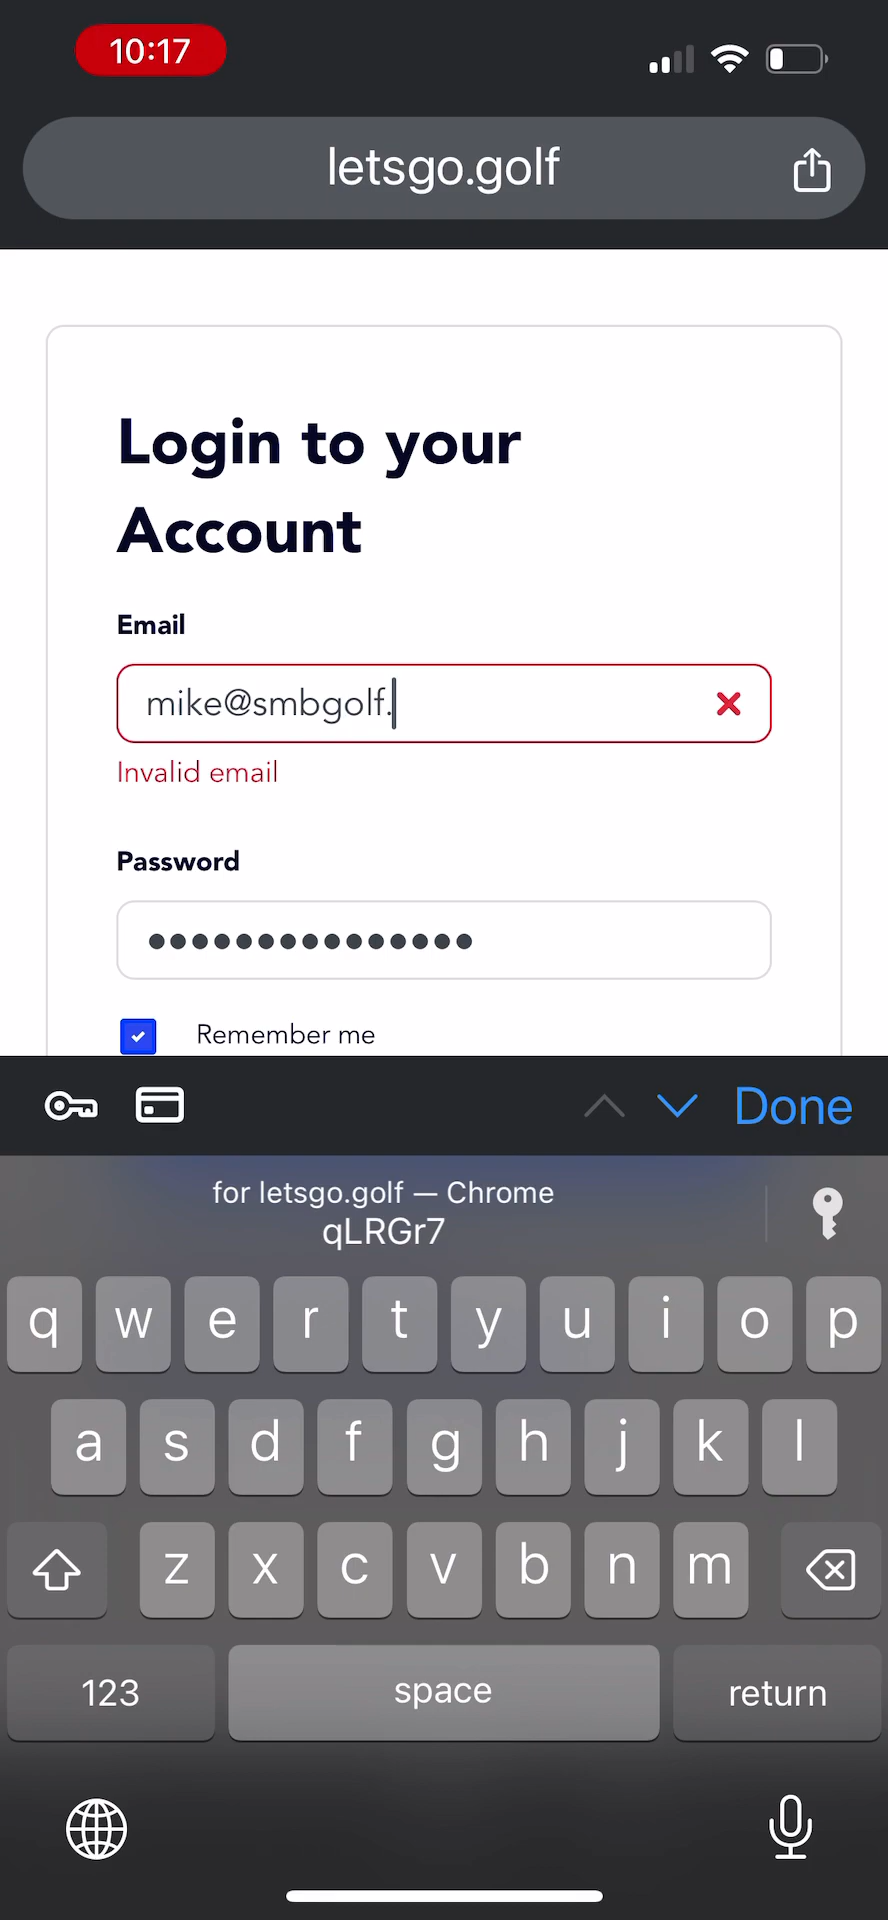 10:17
letsgo.golf
Login to your
Account
Email
mike@smbgolf.
Invalid email
Password
Remember me
Done
for letsgo.golf — Chrome
qLRGr7
q w e r t y u i o p
a s d f g h j k l
z x c v b n m
123 space return